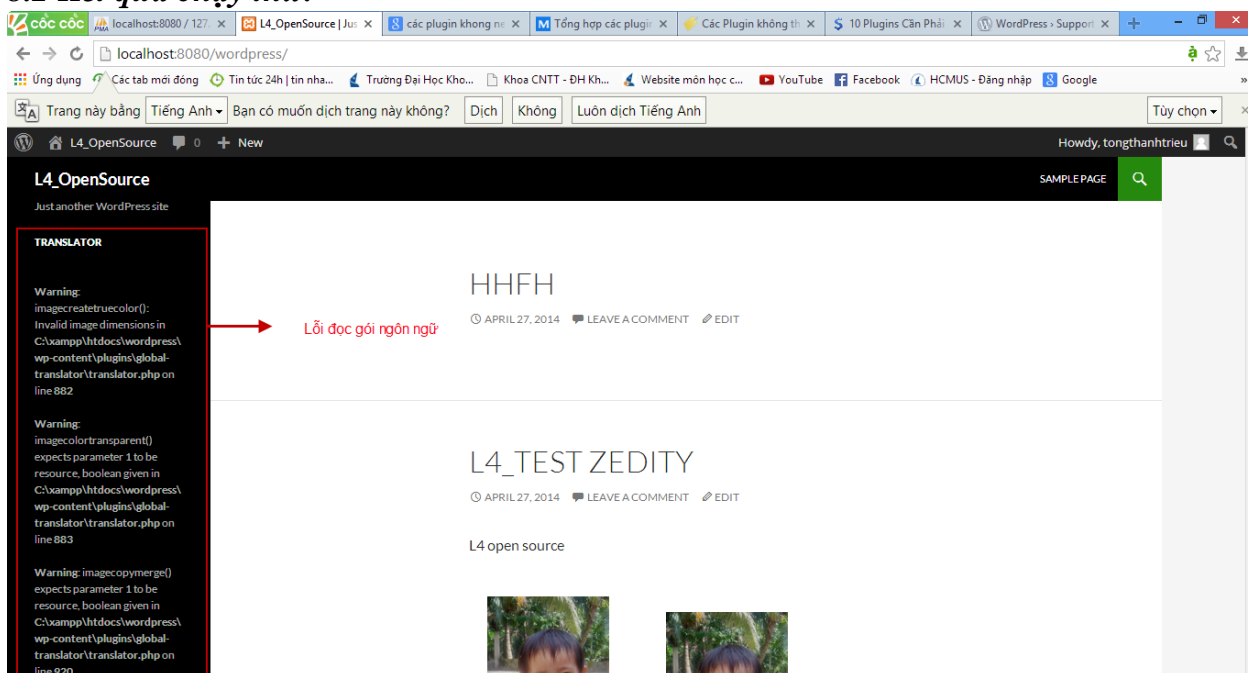 localhost:8080 / 127.
L4_OpenSource | Jus
các plugin khong ne
Tổng hợp các plugir
Các Plugin không th
10 Plugins Cần Phải
WordPress › Support
cốc cốc
localhost:8080/wordpress/
Ứng dụng
Các tab mới đóng
Tin tức 24h | tin nha...
Trường Đại Học Kho...
Khoa CNTT - ĐH Kh...
Website môn học c...
YouTube
Facebook
HCMUS - Đăng nhập
Google
Trang này bằng Tiếng Anh Bạn có muốn dịch trang này không? Dịch Không Luôn dịch Tiếng Anh Tùy chọn
L4_OpenSource 0 + New Howdy, tongthanhtrieu
L4_OpenSource
SAMPLE PAGE
Just another WordPress site
TRANSLATOR
Warning:
imagecreatetruecolor():
Invalid image dimensions in
C:\xampp\htdocs\wordpress\
wp-content\plugins\global-
translator\translator.php on
line 882
Warning:
imagecolortransparent()
expects parameter 1 to be
resource, boolean given in
C:\xampp\htdocs\wordpress\
wp-content\plugins\global-
translator\translator.php on
line 883
Warning: imagecopymerge()
expects parameter 1 to be
resource, boolean given in
C:\xampp\htdocs\wordpress\
wp-content\plugins\global-
translator\translator.php on
line 920
Lỗi đọc gói ngôn ngữ
HHFH
APRIL 27, 2014 LEAVE A COMMENT EDIT
L4_TEST ZEDITY
APRIL 27, 2014 LEAVE A COMMENT EDIT
L4 open source